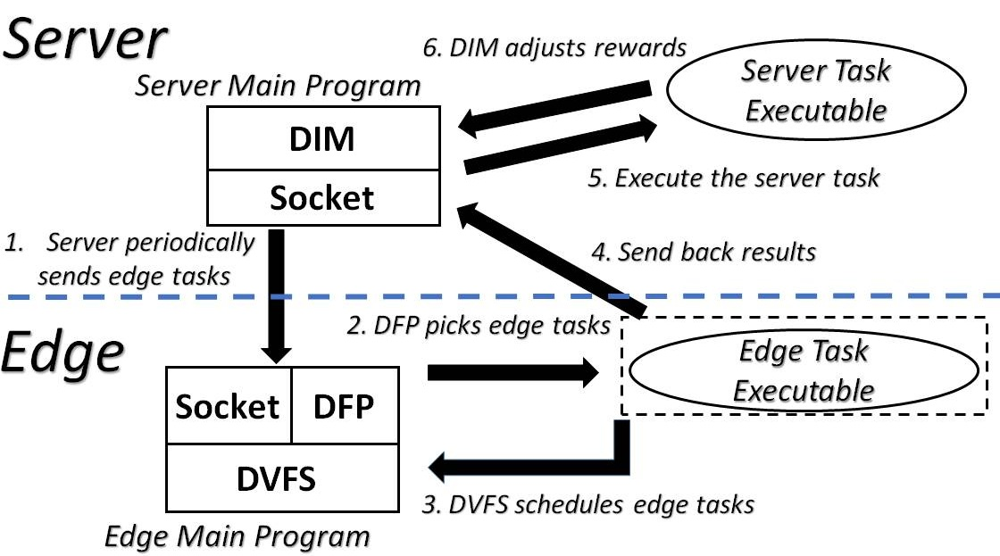 Server
6. DIM adjusts rewards
Server Task
Executable
Server Main Program
DIM
Socket
5. Execute the server task
1. Server periodically
sends edge tasks
4. Send back results
Edge
2. DFP picks edge tasks
Edge Task
Executable
Socket
DFP
DVFS
3. DVFS schedules edge tasks
Edge Main Program